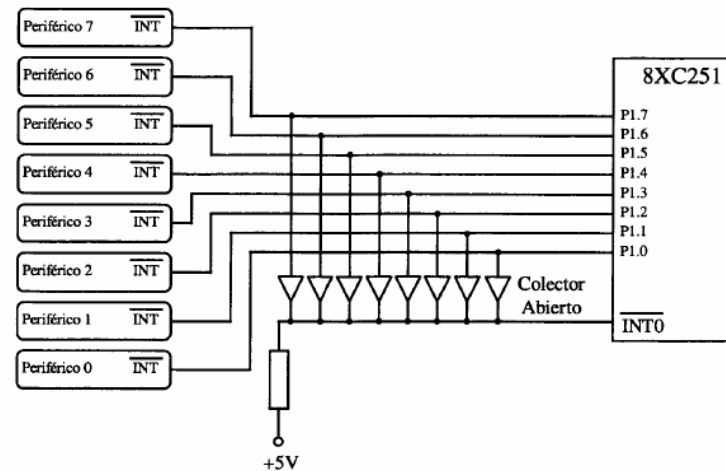 Periférico 7 INT
Periférico 6 INT
Periférico 5 INT
Periférico 4 INT
Periférico 3 INT
Periférico 2 INT
Periférico 1 INT
Periférico 0 INT
8XC251
P1.7
P1.6
P1.5
P1.4
P1.3
P1.2
P1.1
P1.0
Colector
Abierto
INT0
+5V